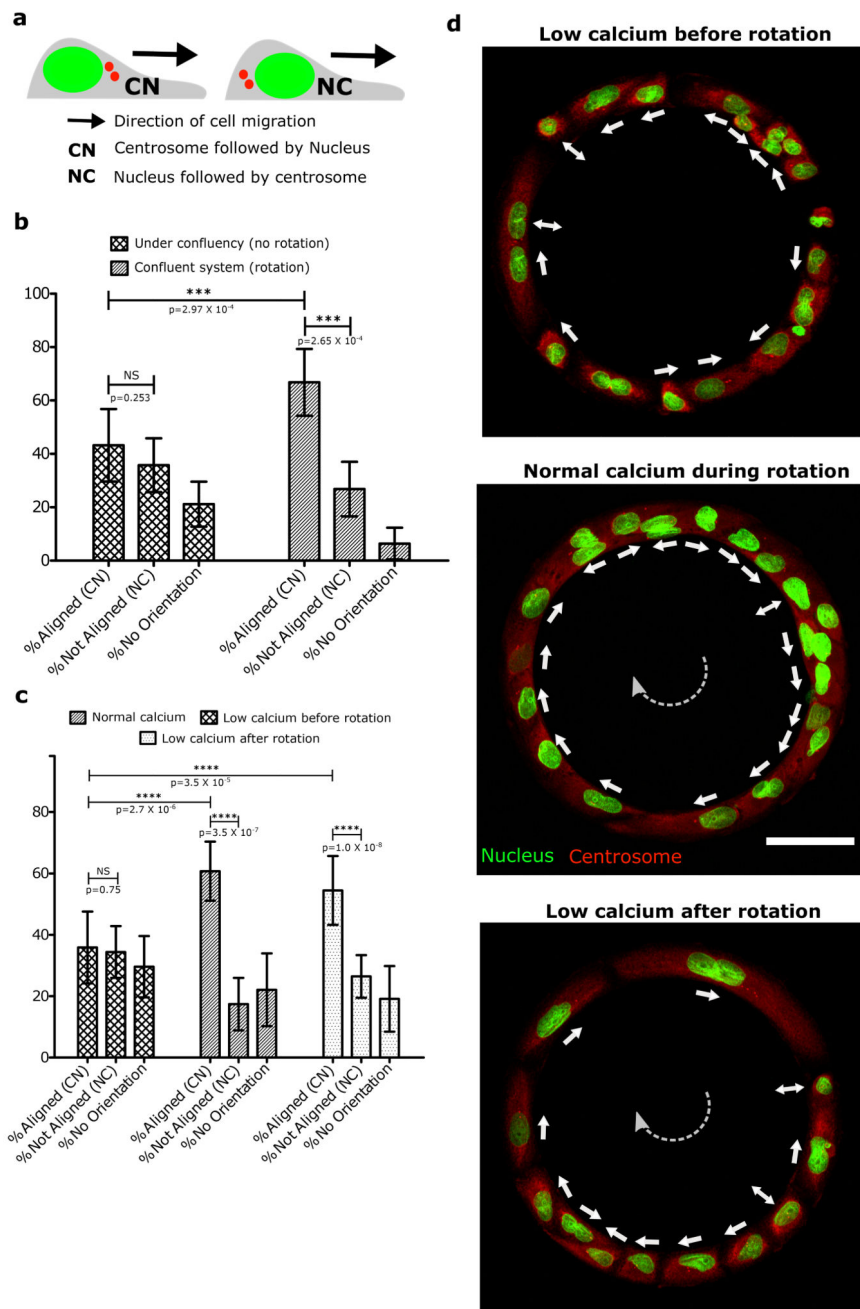 a
CN
NC
Direction of cell migration
CN Centrosome followed by Nucleus
NC Nucleus followed by centrosome
b
Under confluency (no rotation)
Confluent system (rotation)
100
80
60
40
20
0
***
p=2.97 X 10-4
***
p=2.65 X 10-4
NS
p=0.253
%Aligned (CN)
%Not Aligned (NC)
%No Orientation
%Aligned (CN)
%Not Aligned (NC)
%No Orientation
c
Normal calcium
Low calcium before rotation
Low calcium after rotation
80
60
40
20
0
****
p=3.5 X 10-5
****
p=2.7 X 10-6
****
p=3.5 X 10-7
****
p=1.0 X 10-8
NS
p=0.75
%Aligned (CN)
%Not Aligned (NC)
%No Orientation
%Aligned (CN)
%Not Aligned (NC)
%No Orientation
%Aligned (CN)
%Not Aligned (NC)
%No Orientation
d
Low calcium before rotation
Normal calcium during rotation
Nucleus Centrosome
Low calcium after rotation